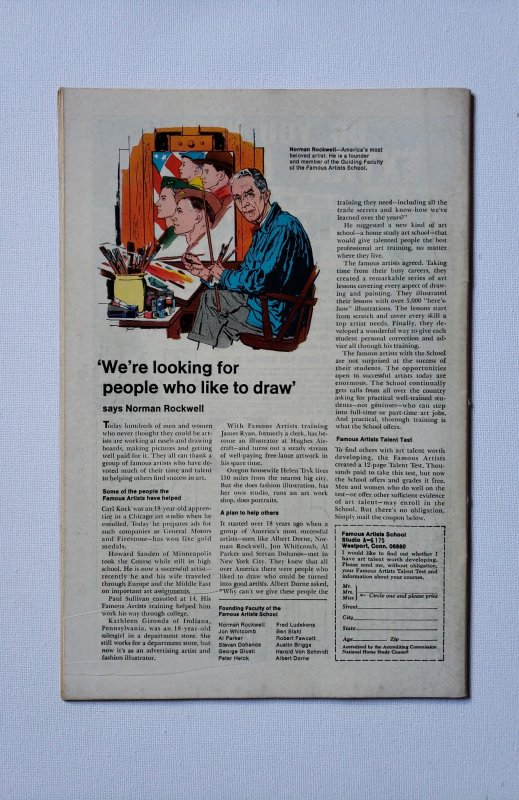 Norman Rockwell—America's most
beloved artist. He is a founder
and member of the Guiding Faculty
of the Famous Artists School.
'We're looking for
people who like to draw'
says Norman Rockwell
Today hundreds of men and women
who never thought they could be art-
ists are working at easels and drawing
boards, making pictures and getting
well paid for it. They all can thank a
group of famous artists who have de-
voted much of their time and talent
to helping others find success in art.
Some of the people the
Famous Artists have helped
Carl Kock was an 18-year-old appren-
tice in a Chicago art studio when he
enrolled. Today he prepares ads for
such companies as General Motors
and Firestone—has won five gold
medals.
Howard Sanden of Minneapolis
took the Course while still in high
school. He is now a successful artist—
recently he and his wife traveled
through Europe and the Middle East
on important art assignments.
Paul Sullivan enrolled at 14. His
Famous Artists training helped him
work his way through college.
Kathleen Gironda of Indiana,
Pennsylvania, was an 18-year-old
salesgirl in a department store. She
still works for a department store, but
now it's as an advertising artist and
fashion illustrator.
With Famous Artists training
James Ryan, formerly a clerk, has be-
come an illustrator at Hughes Air-
craft—and turns out a steady stream
of well-paying free-lance artwork in
his spare time.
Oregon housewife Helen Tryk lives
150 miles from the nearest big city.
But she does fashion illustration, has
her own studio, runs an art work
shop, does portraits.
A plan to help others
It started over 18 years ago when a
group of America's most successful
artists—men like Albert Dorne, Nor-
man Rockwell, Jon Whitcomb, Al
Parker and Stevan Dohanos—met in
New York City. They knew that all
over America there were people who
liked to draw who could be turned
into good artists. Albert Dorne asked,
"Why can't we give these people the
Founding Faculty of the
Famous Artists School
Norman Rockwell
Jon Whitcomb
Al Parker
Stevan Dohanos
George Giusti
Peter Helck
Fred Ludekens
Ben Stahl
Robert Fawcett
Austin Briggs
Harold Von Schmidt
Albert Dorne
training they need—including all the
trade secrets and know-how we've
learned over the years?"
He suggested a new kind of art
school—a home study art school—that
would give talented people the best
professional art training, no matter
where they live.
The famous artists agreed. Taking
time from their busy careers, they
created a remarkable series of art
lessons covering every aspect of draw-
ing and painting. They illustrated
their lessons with over 5,000 "here's-
how" illustrations. The lessons start
from scratch and cover every skill a
top artist needs. Finally, they de-
veloped a wonderful way to give each
student personal correction and ad-
vice all through his training.
The famous artists with the School
are not surprised at the success of
their students. The opportunities
open to successful artists today are
enormous. The School continually
gets calls from all over the country
asking for practical well-trained stu-
dents—not geniuses—who can step
into full-time or part-time art jobs.
And practical, thorough training is
what the School offers.
Famous Artists Talent Test
To find others with art talent worth
developing, the Famous Artists
created a 12-page Talent Test. Thou-
sands paid to take this test, but now
the School offers and grades it free.
Men and women who do well on the
test—or offer other sufficient evidence
of art talent—may enroll in the
School. But there's no obligation.
Simply mail the coupon below.
Famous Artists School
Studio A-6175
Westport, Conn. 06880
I would like to find out whether I
have art talent worth developing.
Please send me, without obligation,
your Famous Artists Talent Test and
information about your courses.
Mr.
Mrs.
Miss
← Circle one and please print
Street
City
State
Age
Zip
Accredited by the Accrediting Commission
National Home Study Council